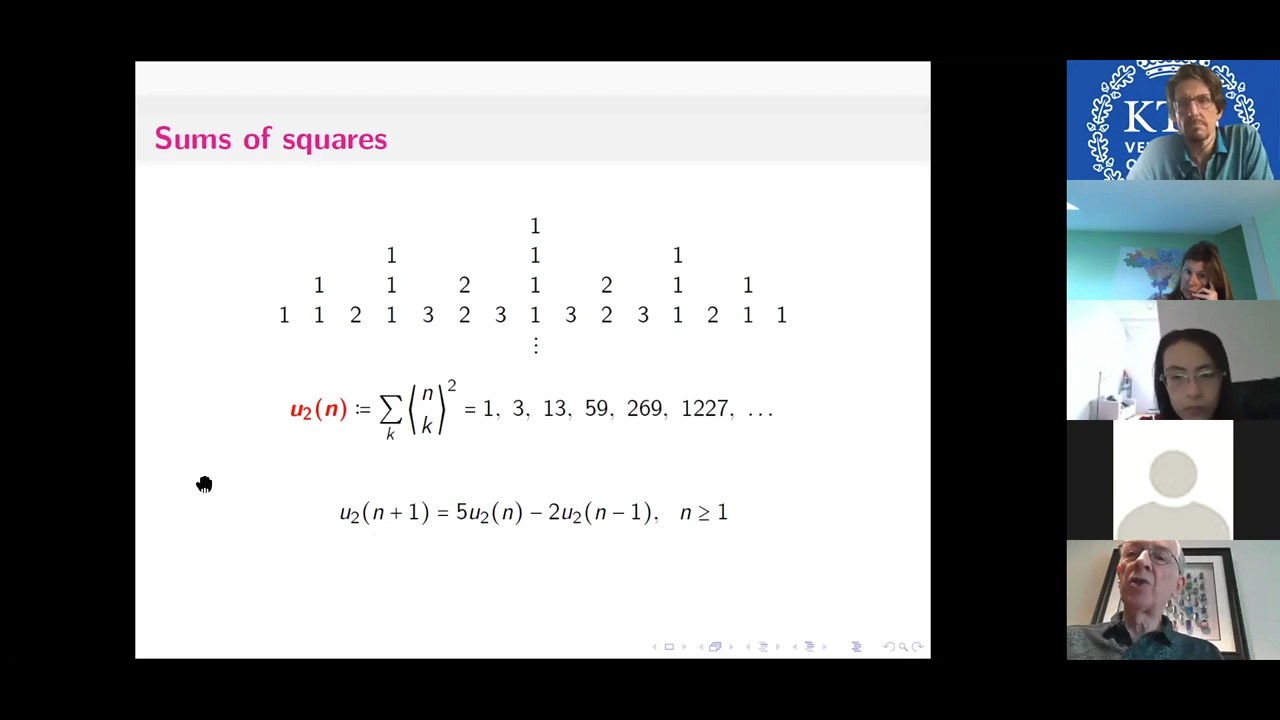 Sums of squares
1
1 1 1
1 1 2 1 2 1 1
1 1 2 1 3 2 3 1 3 2 3 1 2 1 1
⋮
u₂(n) := ∑ₖ ⟨n k⟩² = 1, 3, 13, 59, 269, 1227, …
u₂(n + 1) = 5u₂(n) − 2u₂(n − 1), n ≥ 1